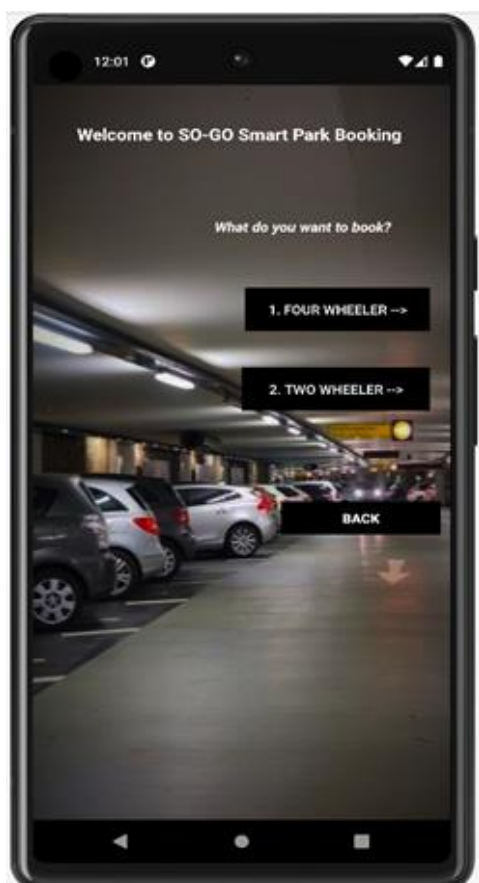 12:01
Welcome to SO-GO Smart Park Booking
What do you want to book?
1. FOUR WHEELER -->
2. TWO WHEELER -->
BACK